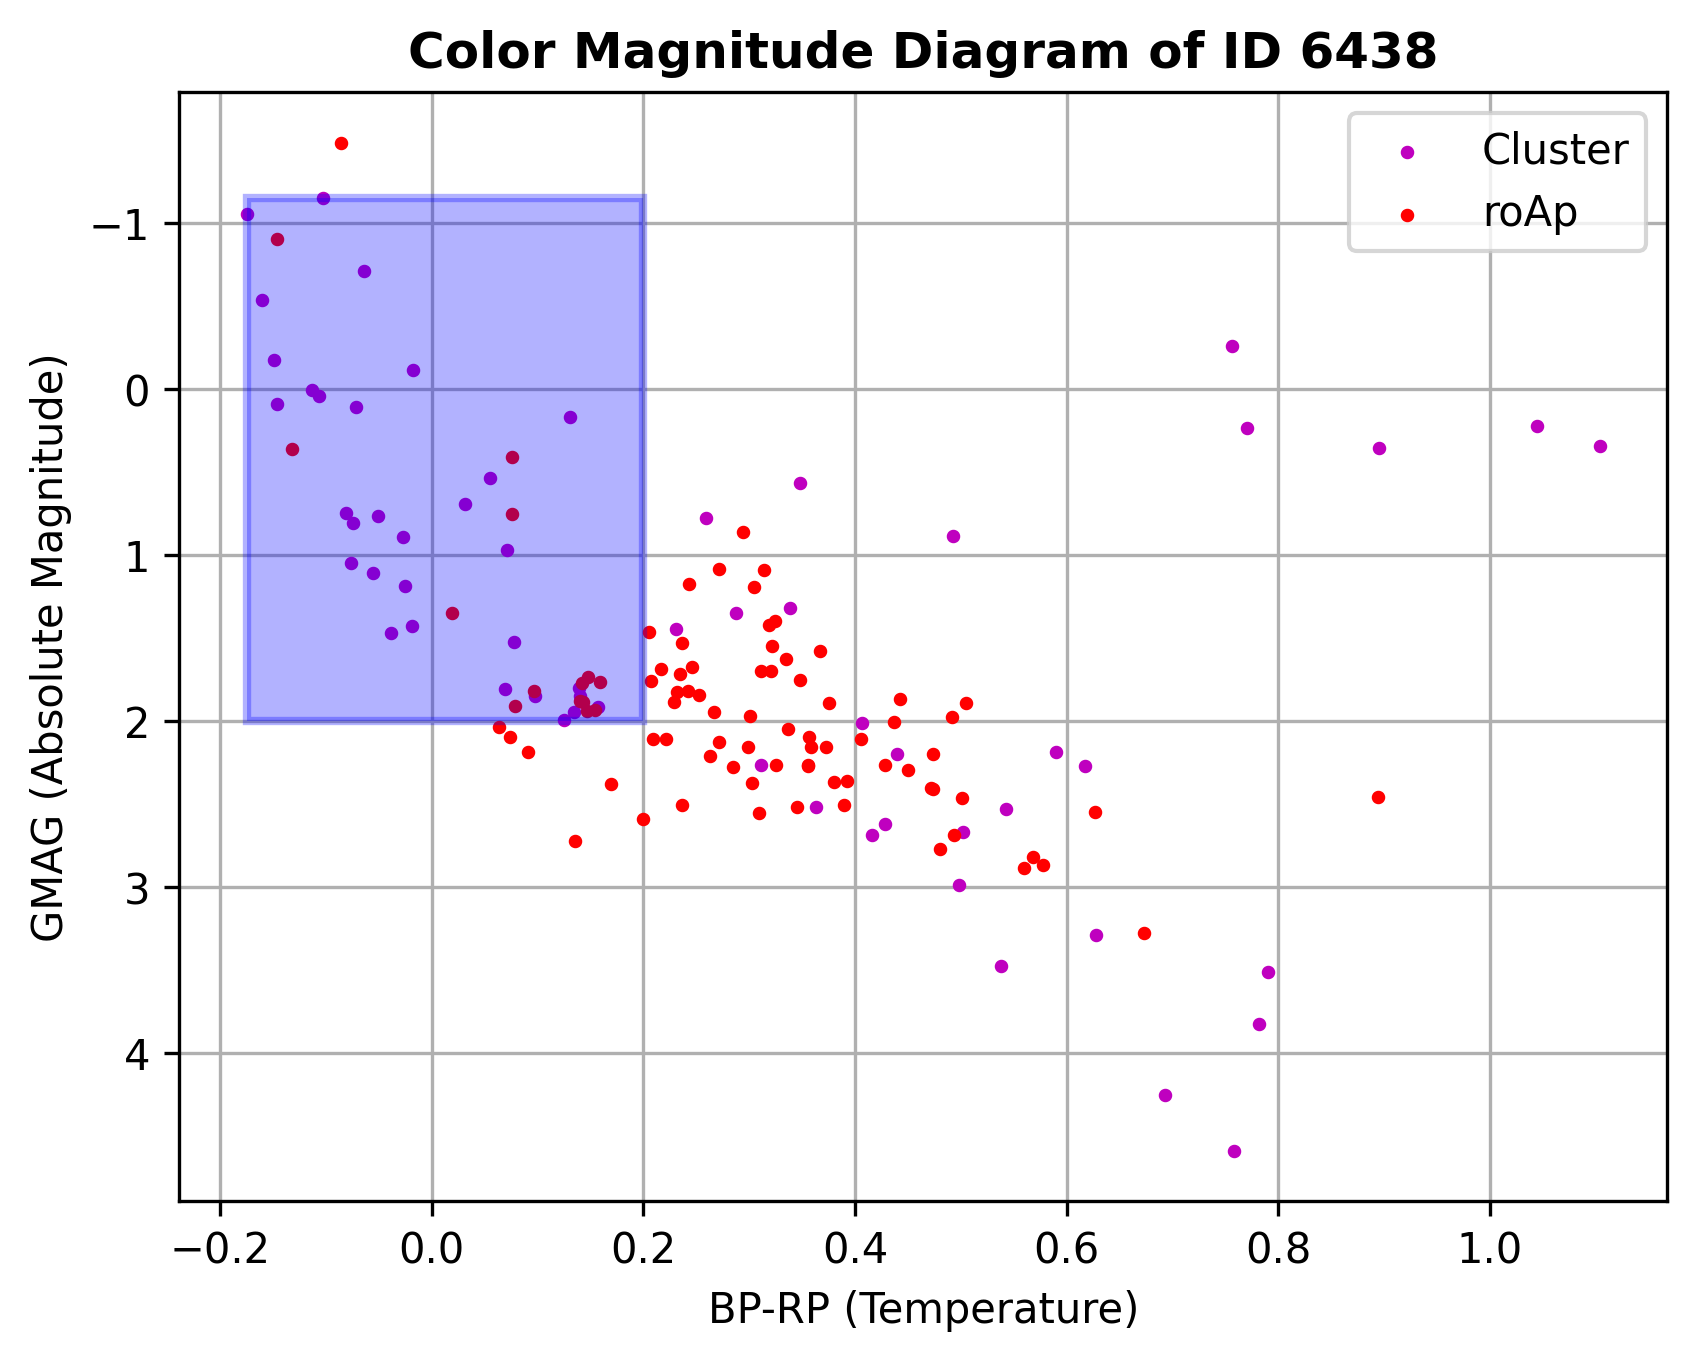 Color Magnitude Diagram of ID 6438
Cluster
roAp
GMAG (Absolute Magnitude)
−1
0
1
2
3
4
−0.2 0.0 0.2 0.4 0.6 0.8 1.0
BP-RP (Temperature)